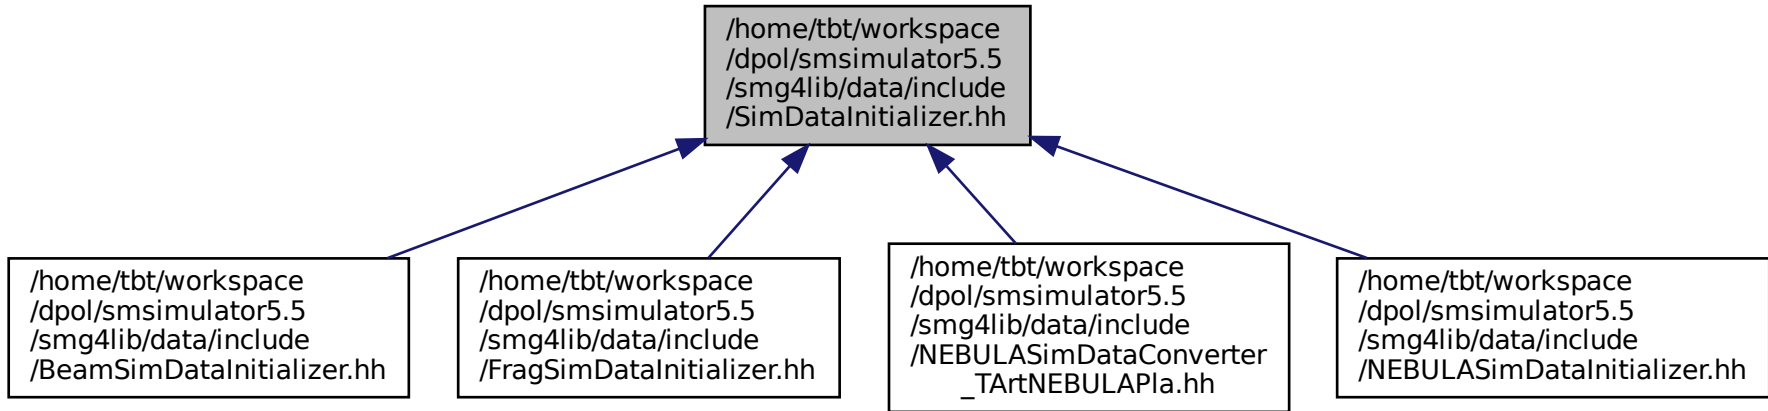 /home/tbt/workspace
/dpol/smsimulator5.5
/smg4lib/data/include
/SimDataInitializer.hh
/home/tbt/workspace
/dpol/smsimulator5.5
/smg4lib/data/include
/BeamSimDataInitializer.hh
/home/tbt/workspace
/dpol/smsimulator5.5
/smg4lib/data/include
/FragSimDataInitializer.hh
/home/tbt/workspace
/dpol/smsimulator5.5
/smg4lib/data/include
/NEBULASimDataConverter
_TArtNEBULAPla.hh
/home/tbt/workspace
/dpol/smsimulator5.5
/smg4lib/data/include
/NEBULASimDataInitializer.hh